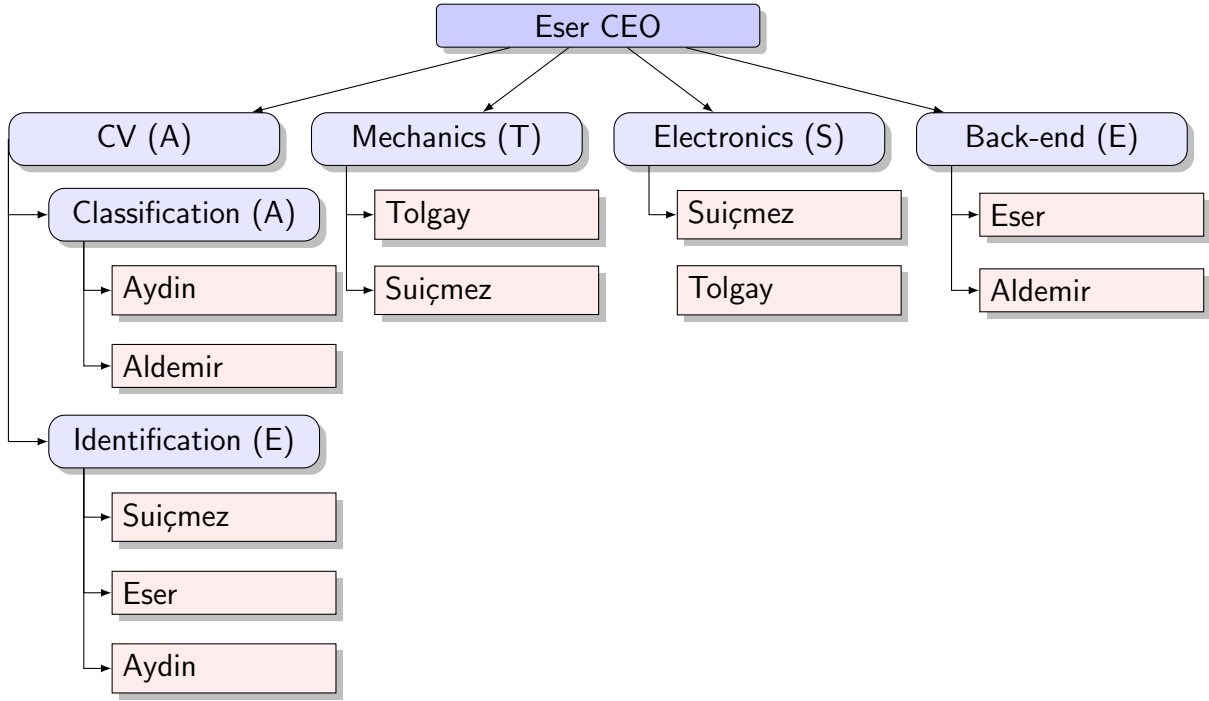 Eser CEO
CV (A)
Mechanics (T)
Electronics (S)
Back-end (E)
Classification (A)
Tolgay
Suiçmez
Eser
Aydin
Suiçmez
Tolgay
Aldemir
Aldemir
Identification (E)
Suiçmez
Eser
Aydin